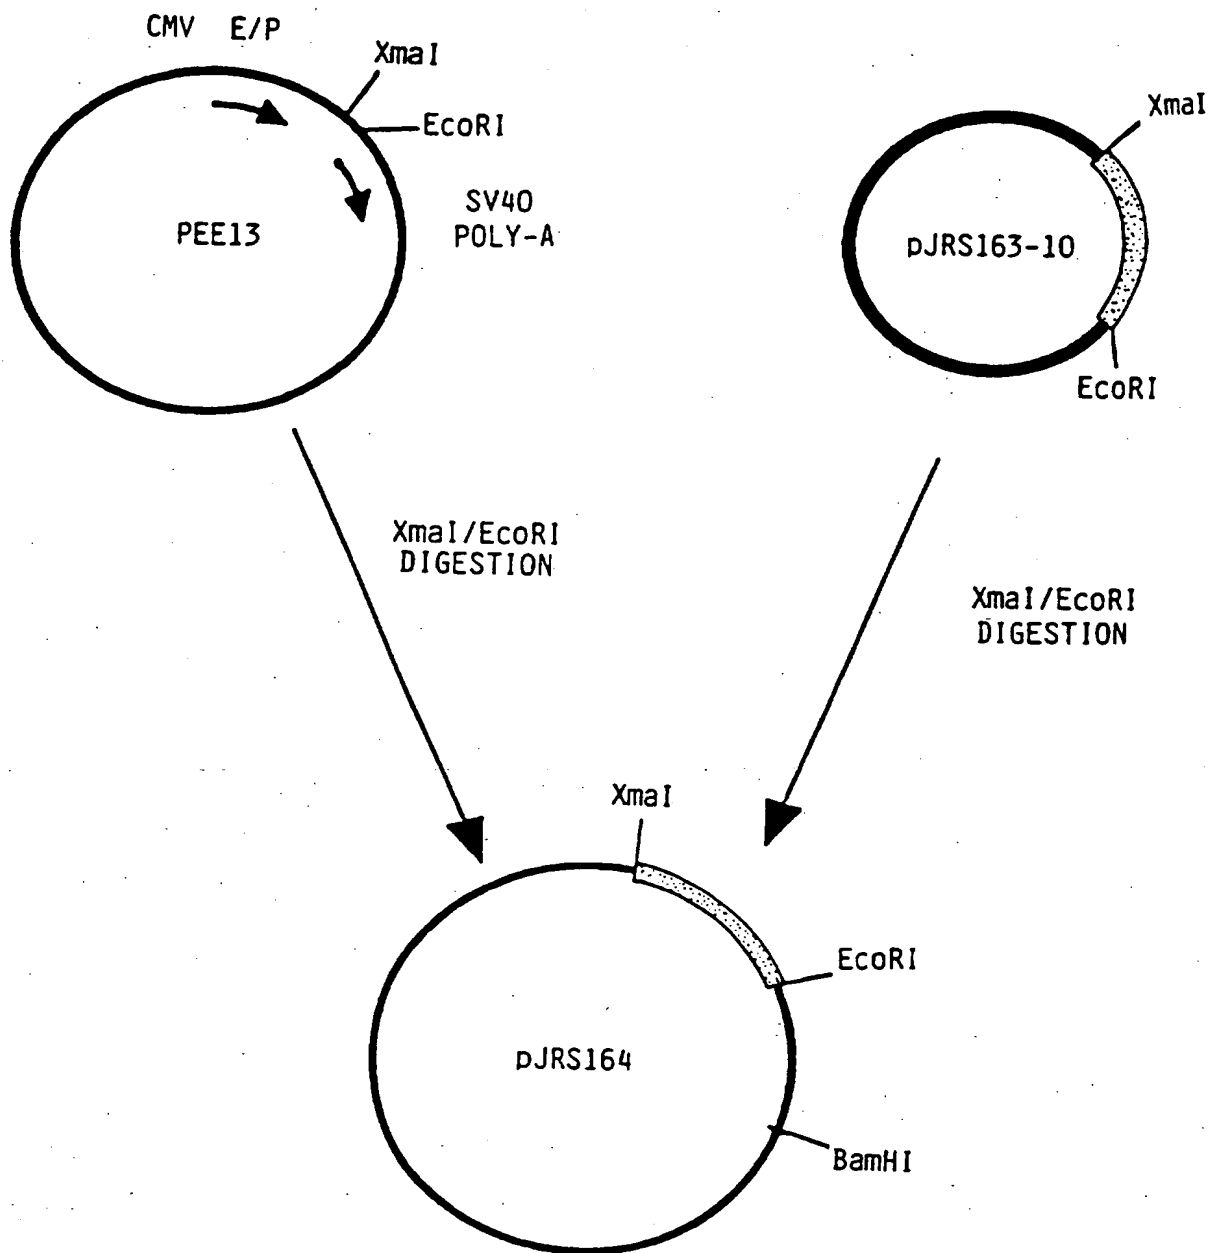 CMV E/P
XmaI
EcoRI
SV40
POLY-A
PEE13
XmaI
pJRS163-10
EcoRI
XmaI/EcoRI
DIGESTION
XmaI/EcoRI
DIGESTION
XmaI
EcoRI
pJRS164
BamHI